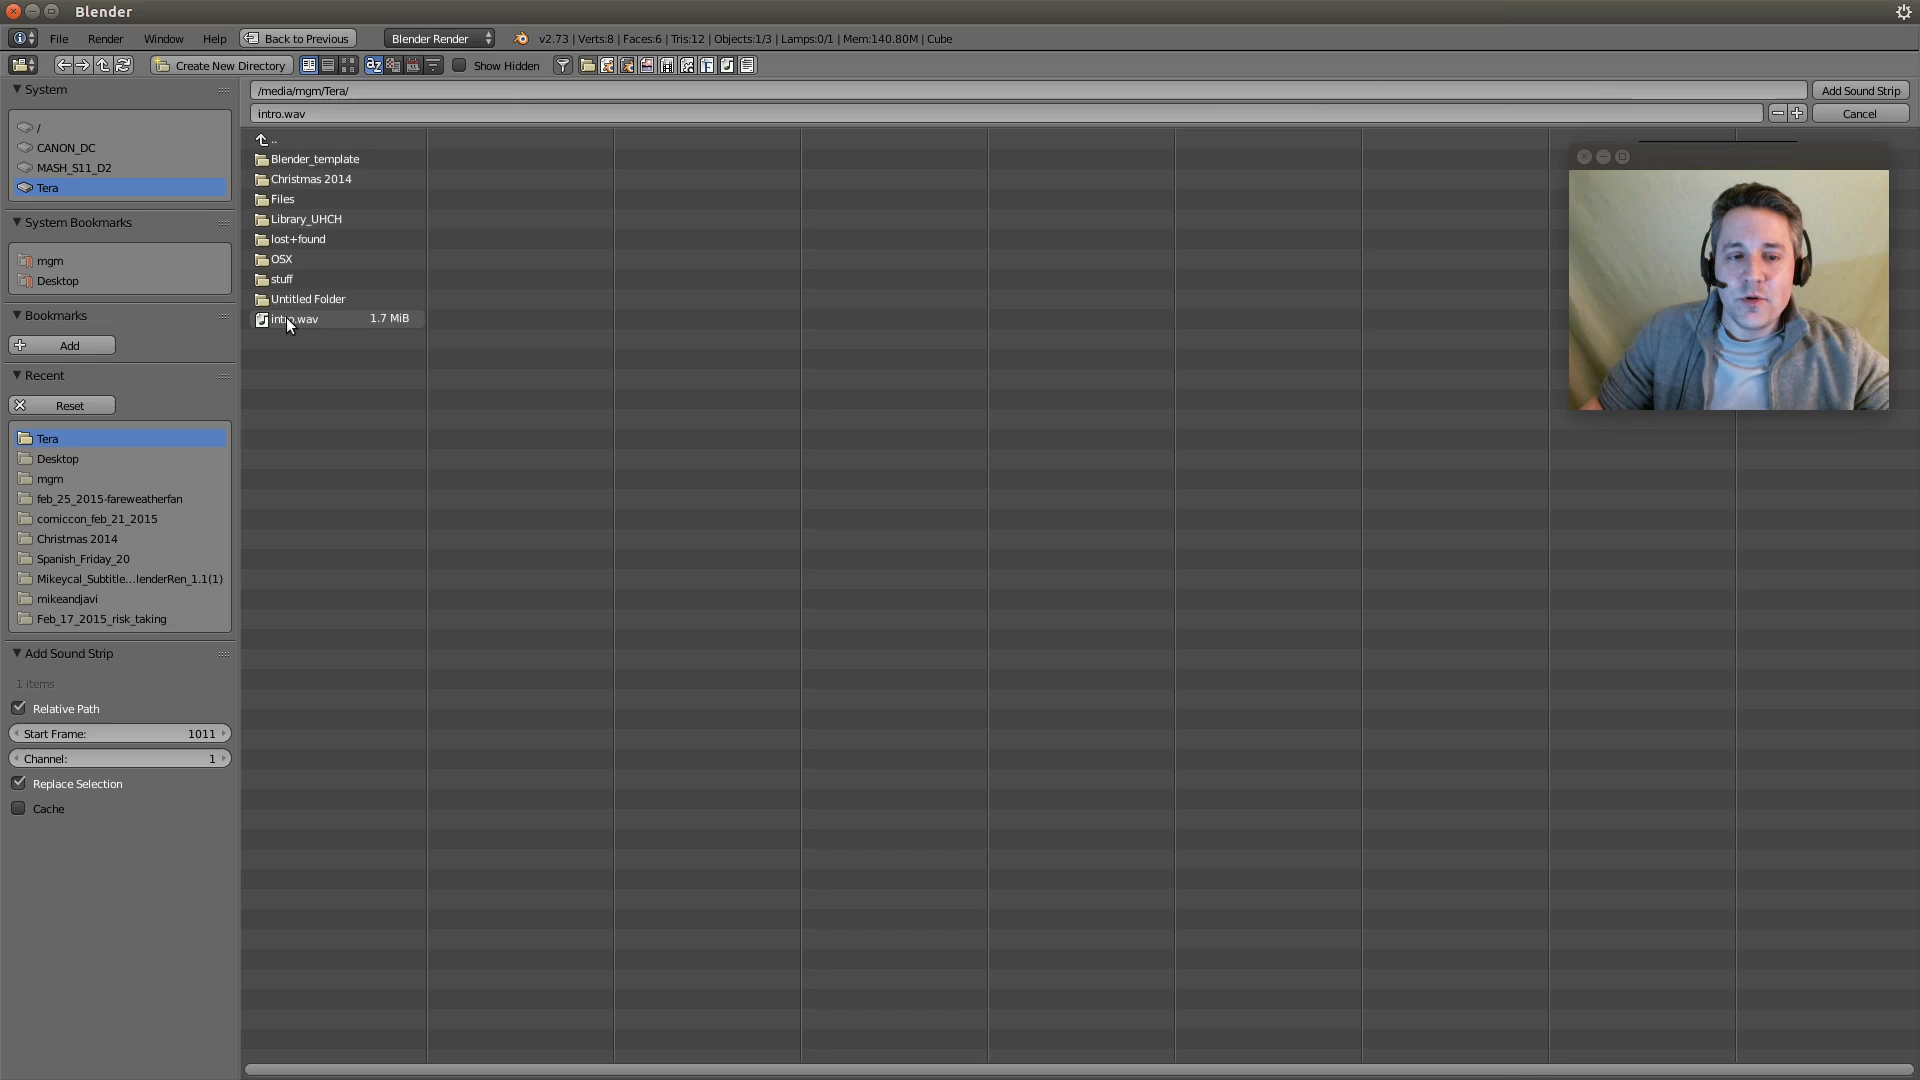 Blender
File Render Window Help Back to Previous Blender Render v2.73 | Verts:8 | Faces:6 | Tris:12 | Objects:1/3 | Lamps:0/1 | Mem:140.80M | Cube
Create New Directory Show Hidden
System
/
CANON_DC
MASH_S11_D2
Tera
System Bookmarks
mgm
Desktop
Bookmarks
Add
Recent
Reset
Tera
Desktop
mgm
feb_25_2015-fareweatherfan
comiccon_feb_21_2015
Christmas 2014
Spanish_Friday_20
Mikeycal_Subtitle...lenderRen_1.1(1)
mikeandjavi
Feb_17_2015_risk_taking
Add Sound Strip
1 items
Relative Path
Start Frame: 1011
Channel: 1
Replace Selection
Cache
/media/mgm/Tera/ Add Sound Strip
intro.wav Cancel
..
Blender_template
Christmas 2014
Files
Library_UHCH
lost+found
OSX
stuff
Untitled Folder
intro.wav 1.7 MiB